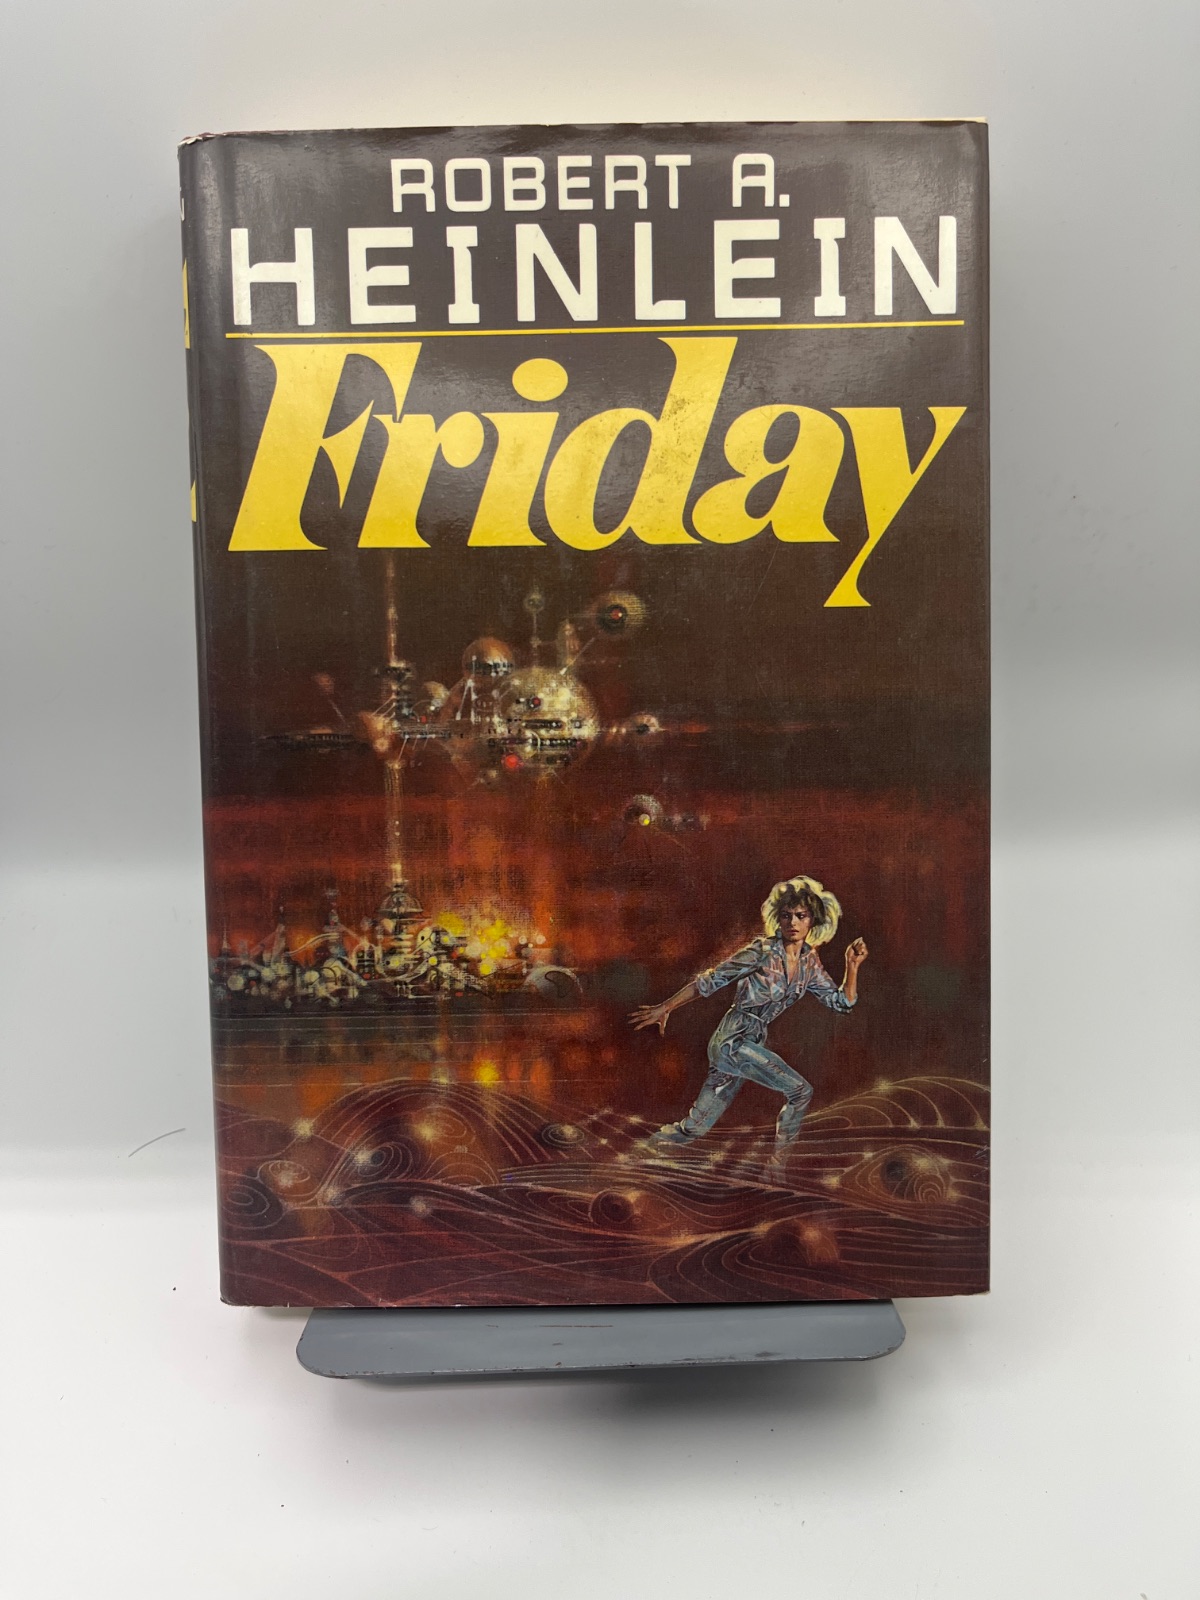 ROBERT A.
HEINLEIN
Friday